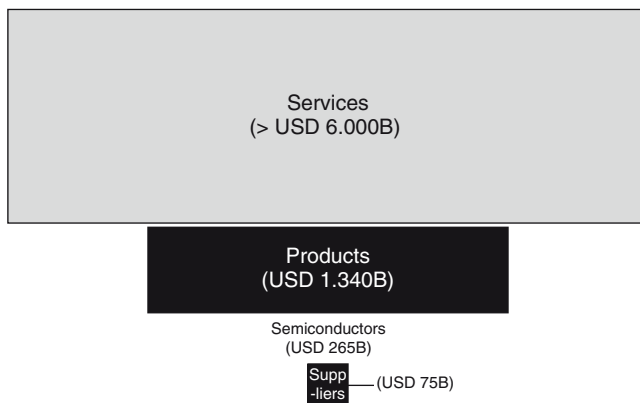 Services
(> USD 6.000B)
Products
(USD 1.340B)
Semiconductors
(USD 265B)
Supp
-liers
(USD 75B)